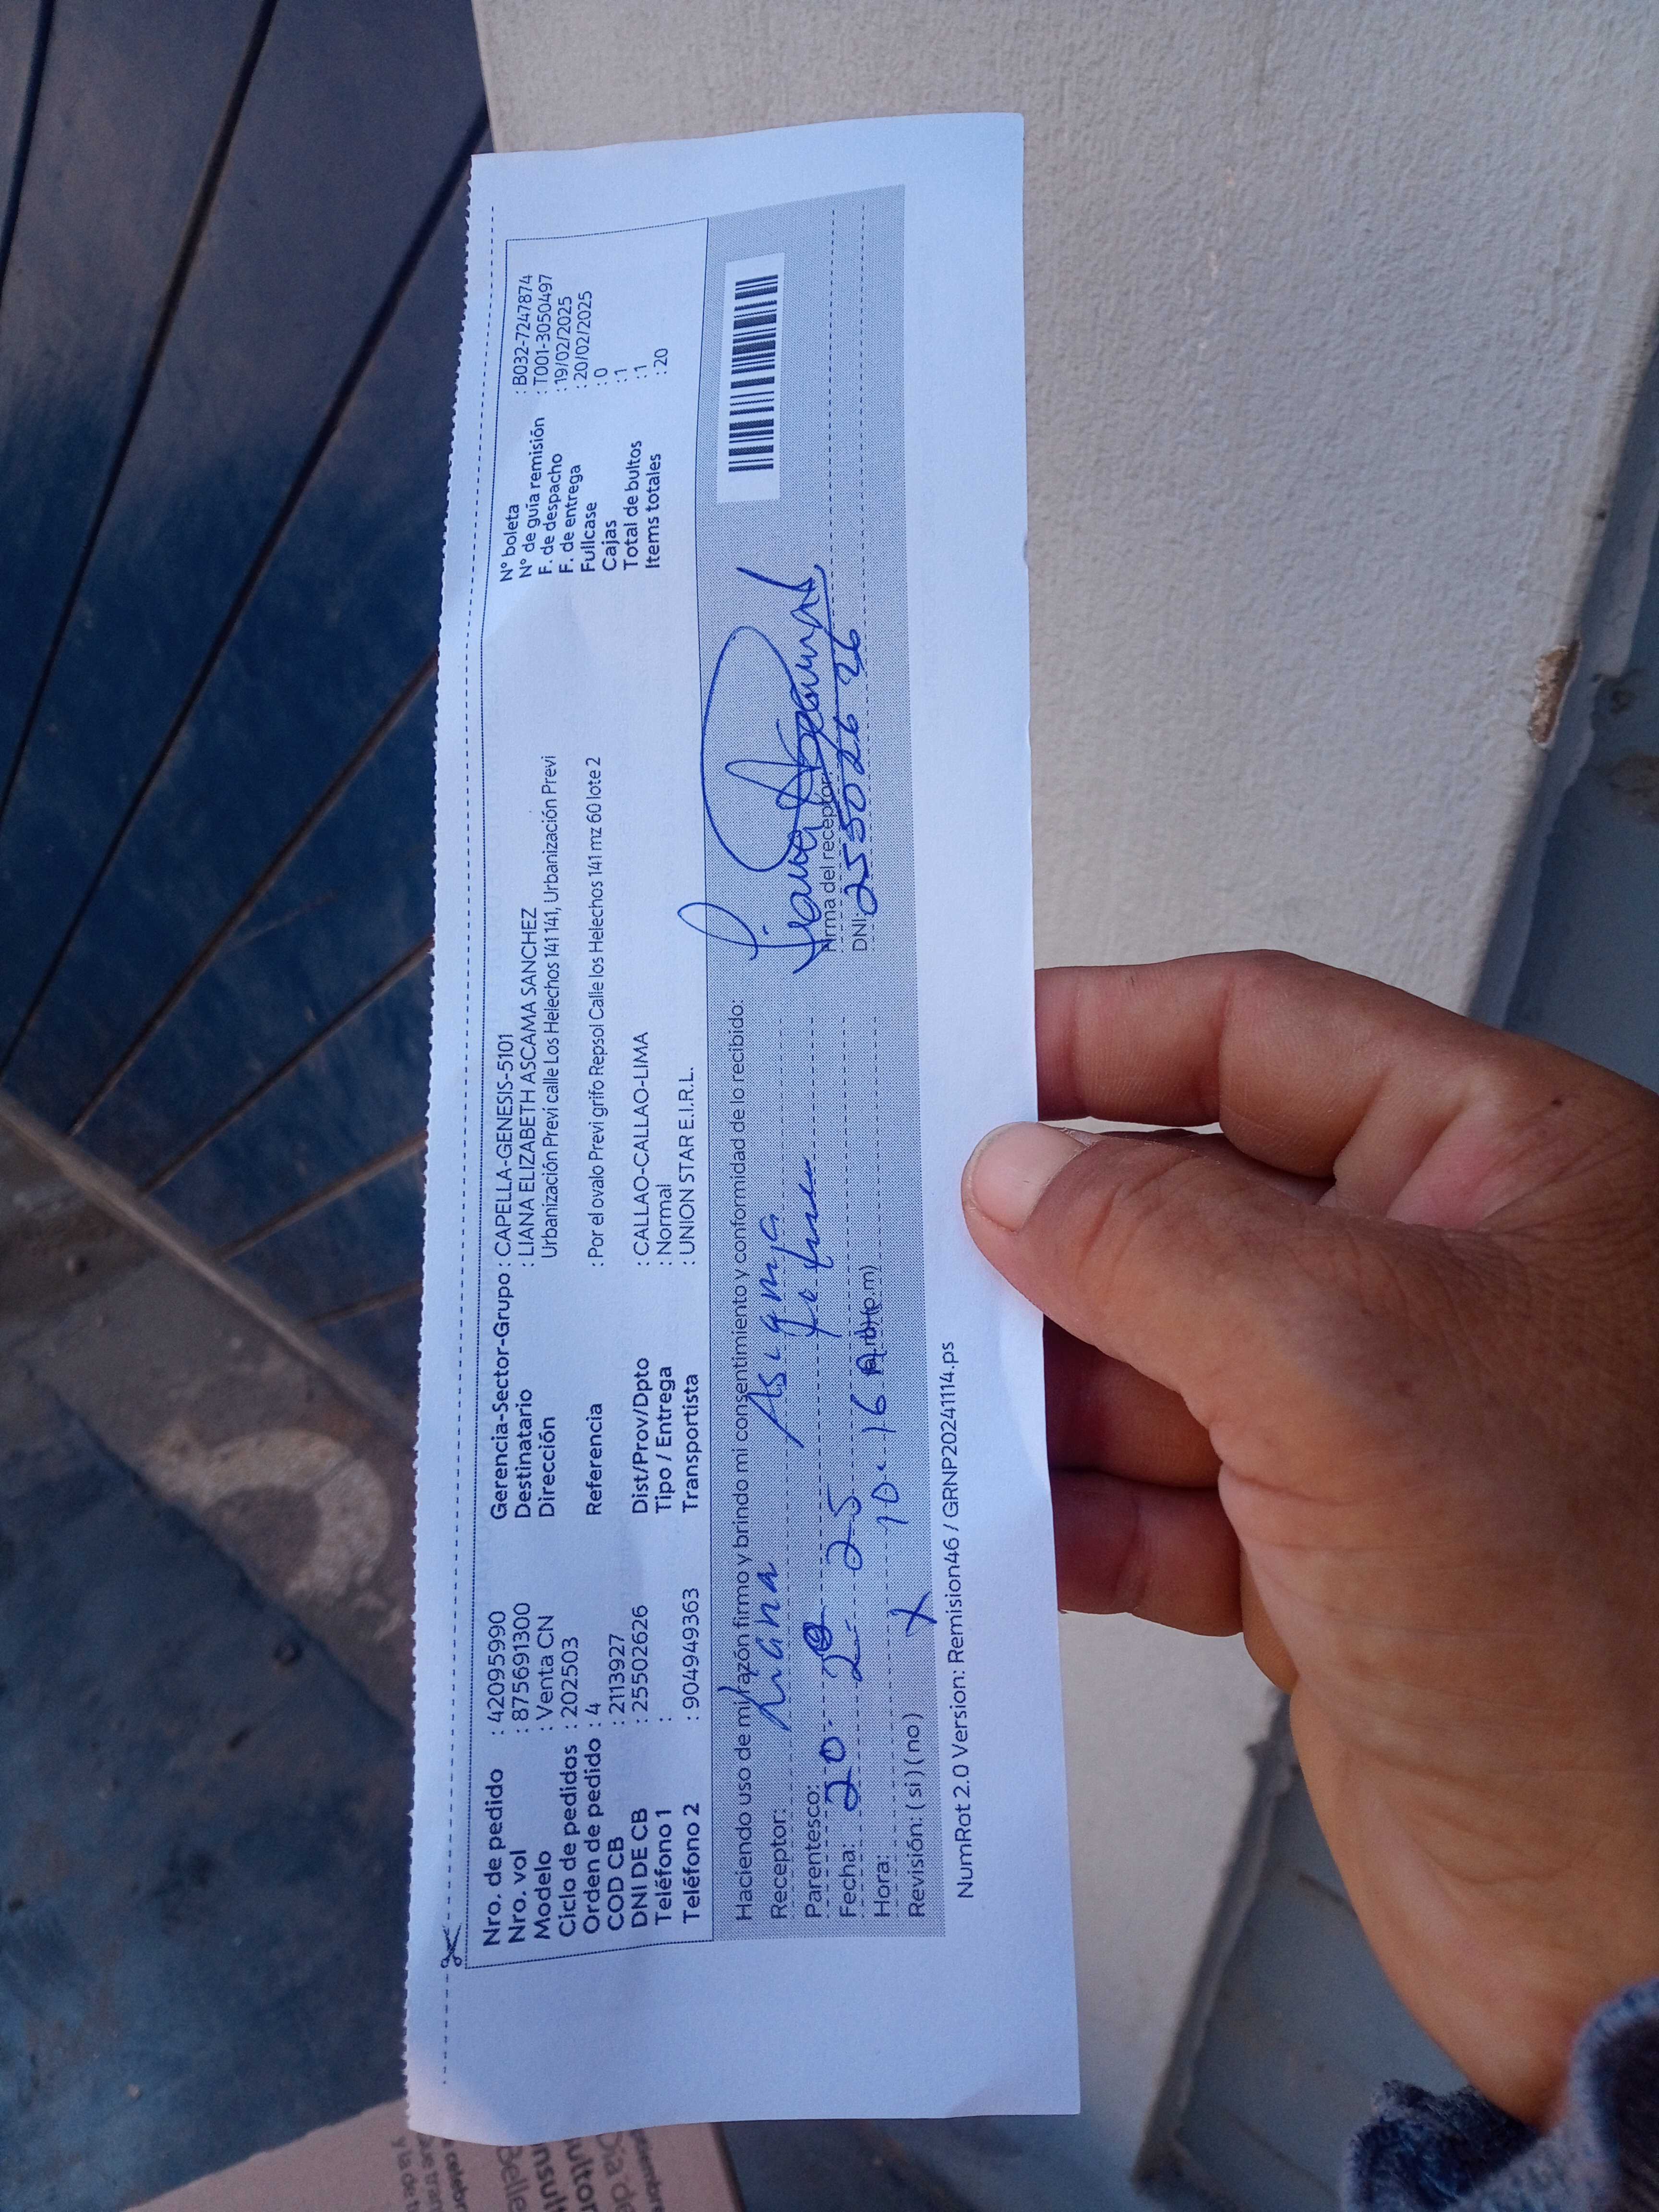 Nro. de pedido : 42095990
Nro. vol : 875691300
Modelo : Venta CN
Ciclo de pedidos : 202503
Orden de pedido : 4
COD CB : 2113927
DNI DE CB : 25502626
Teléfono 1 :
Teléfono 2 : 904949363
Gerencia-Sector-Grupo : CAPELLA-GENESIS-5101
Destinatario : LIANA ELIZABETH ASCAMA SANCHEZ
Dirección Urbanización Previ calle Los Helechos 141 141, Urbanización Previ
Referencia : Por el ovalo Previ grifo Repsol Calle los Helechos 141 mz 60 lote 2
Dist/Prov/Dpto : CALLAO-CALLAO-LIMA
Tipo / Entrega : Normal
Transportista : UNION STAR E.I.R.L.
N° boleta : B032-7247874
N° de guía remisión : T001-3050497
F. de despacho : 19/02/2025
F. de entrega : 20/02/2025
Fullcase : 0
Cajas : 1
Total de bultos : 1
Items totales : 20
Haciendo uso de mi razón firmo y brindo mi consentimiento y conformidad de lo recibido:
Receptor: Liana Ascama
Parentesco:
Fecha: 20. 2- 25
Hora: 10.16
Revisión: ( si ) ( no ) X
Firma del receptor:
DNI: 25502626
NumRot 2.0 Version: Remision46 / GRNP20241114.ps